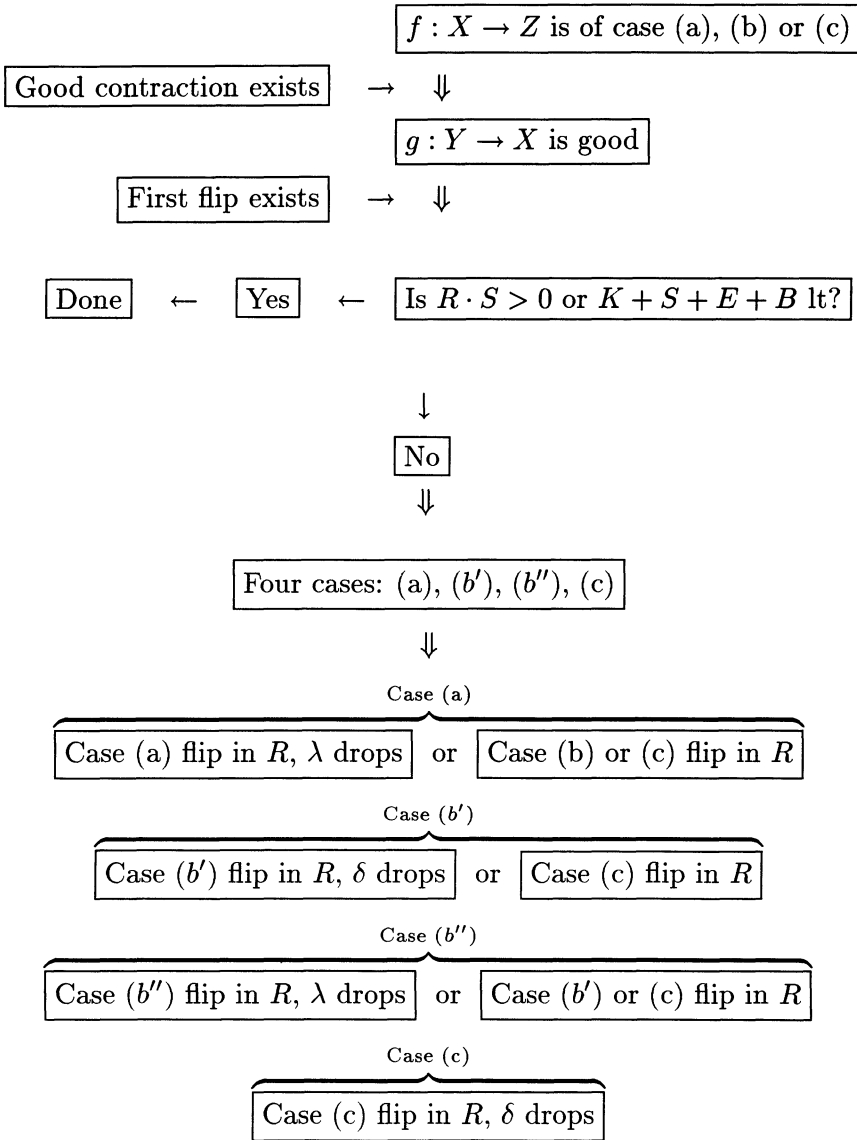 f : X → Z is of case (a), (b) or (c)
Good contraction exists → ⇓
g : Y → X is good
First flip exists → ⇓
Done ← Yes ← Is R · S > 0 or K + S + E + B lt?
↓
No
⇓
Four cases: (a), (b′), (b″), (c)
⇓
Case (a)
Case (a) flip in R, λ drops or Case (b) or (c) flip in R
Case (b′)
Case (b′) flip in R, δ drops or Case (c) flip in R
Case (b″)
Case (b″) flip in R, λ drops or Case (b′) or (c) flip in R
Case (c)
Case (c) flip in R, δ drops